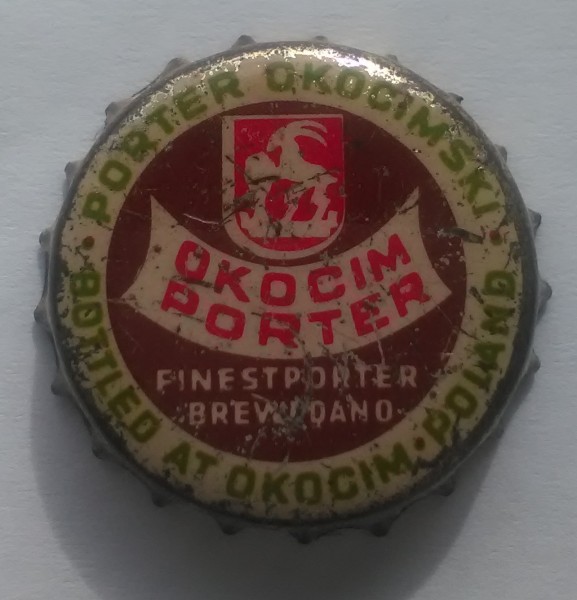 PORTER OKOCIMSKI
OKOCIM
PORTER
FINEST PORTER
BREWED AND
• BOTTLED AT OKOCIM • POLAND •